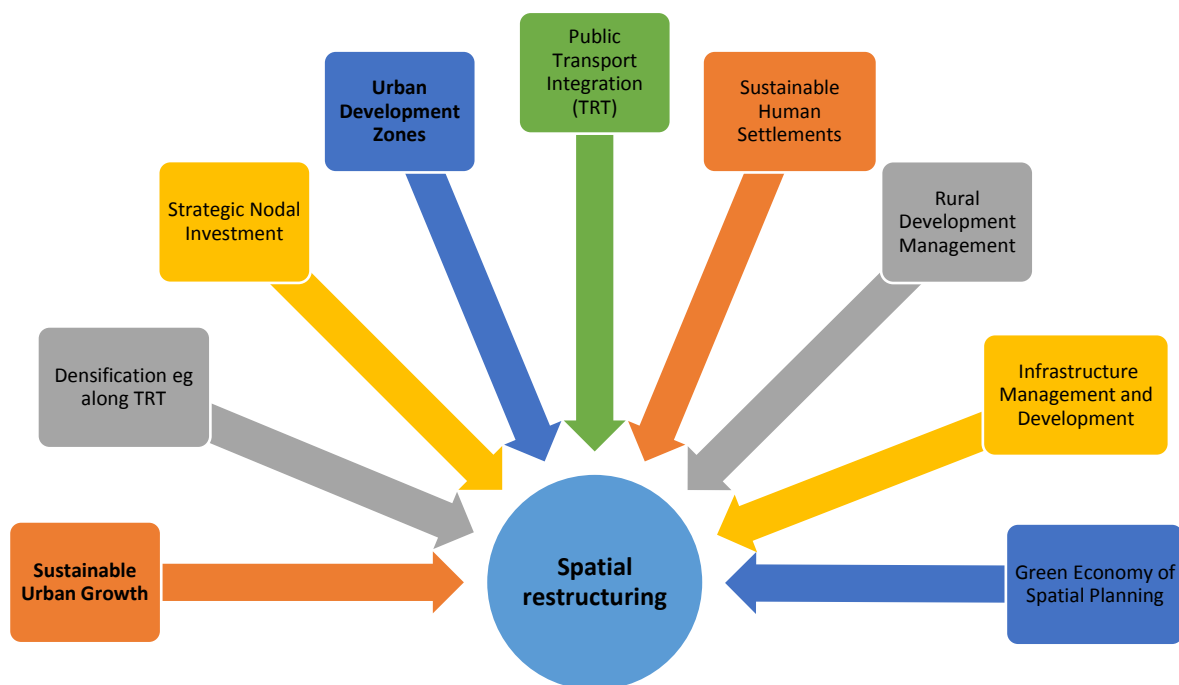 Public
Transport
Integration
(TRT)
Urban
Development
Zones
Sustainable
Human
Settlements
Strategic Nodal
Investment
Rural
Development
Management
Densification eg
along TRT
Infrastructure
Management and
Development
Sustainable
Urban Growth
Spatial
restructuring
Green Economy of
Spatial Planning